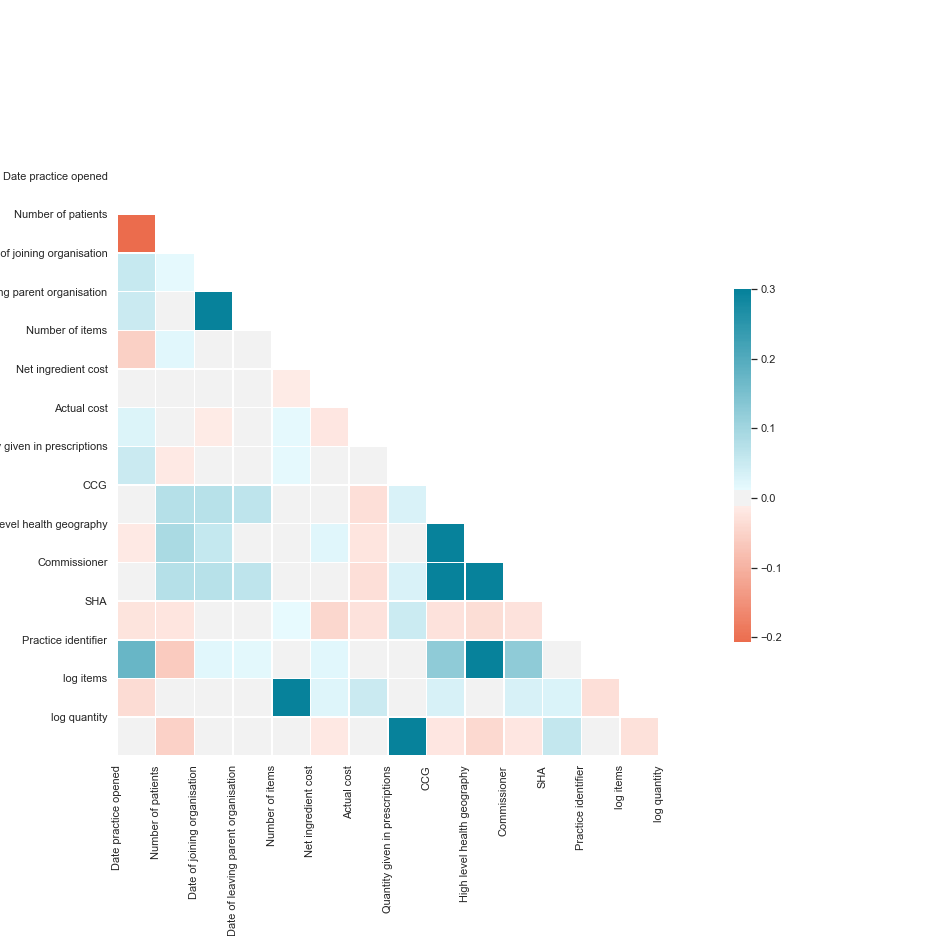 Date practice opened
Number of patients
of joining organisation
ng parent organisation
Number of items
Net ingredient cost
Actual cost
given in prescriptions
CCG
evel health geography
Commissioner
SHA
Practice identifier
log items
log quantity
0.3
0.2
0.1
0.0
−0.1
−0.2
Date practice opened
Number of patients
Date of joining organisation
Date of leaving parent organisation
Number of items
Net ingredient cost
Actual cost
Quantity given in prescriptions
CCG
High level health geography
Commissioner
SHA
Practice identifier
log items
log quantity